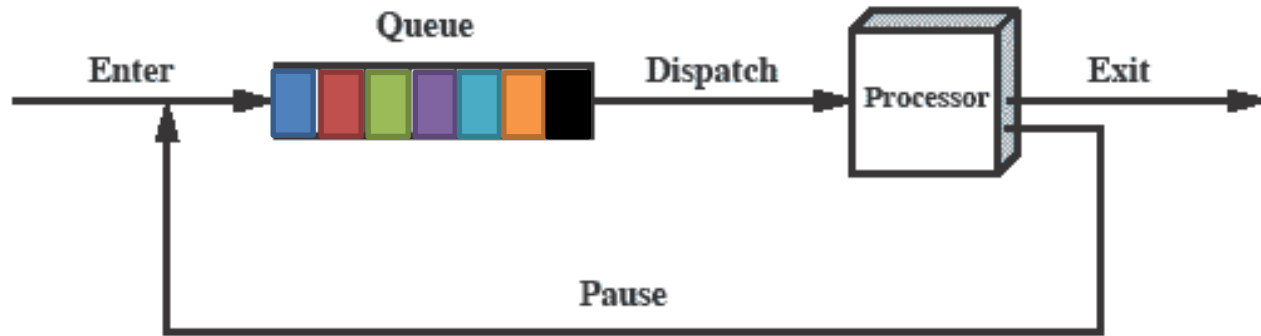 Queue
Enter
Dispatch
Processor
Exit
Pause